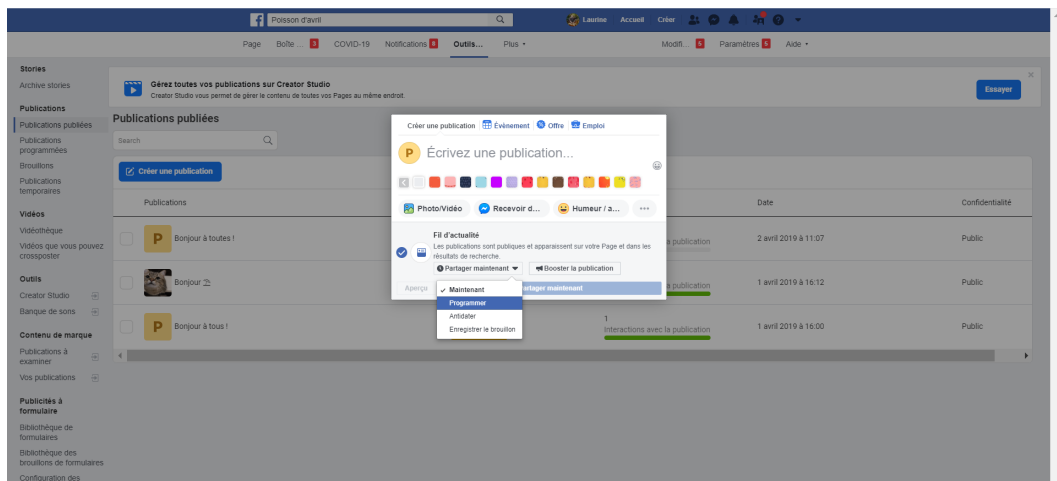 Poisson d'avril
Laurine Accueil Créer
Page Boîte ... 3 COVID-19 Notifications 8 Outils... Plus Modifi... 5 Paramètres 5 Aide
Stories
Archive stories
Publications
Publications publiées
Publications
programmées
Brouillons
Publications
temporaires
Vidéos
Vidéothèque
Vidéos que vous pouvez
crossposter
Outils
Creator Studio
Banque de sons
Contenu de marque
Publications à
examiner
Vos publications
Publicités à
formulaire
Bibliothèque de
formulaires
Bibliothèque des
brouillons de formulaires
Configuration des
Gérez toutes vos publications sur Creator Studio
Creator Studio vous permet de gérer le contenu de toutes vos Pages au même endroit.
Essayer
Publications publiées
Search
Créer une publication
Publications Date Confidentialité
P Bonjour à toutes ! a publication 2 avril 2019 à 11:07 Public
Bonjour a publication 1 avril 2019 à 16:12 Public
1
P Bonjour à tous ! Interactions avec la publication 1 avril 2019 à 16:00 Public
Créer une publication Évènement Offre Emploi
P Écrivez une publication...
Photo/Vidéo Recevoir d... Humeur / a...
Fil d'actualité
Les publications sont publiques et apparaissent sur votre Page et dans les
résultats de recherche.
Partager maintenant Booster la publication
Aperçu artager maintenant
Maintenant
Programmer
Antidater
Enregistrer le brouillon